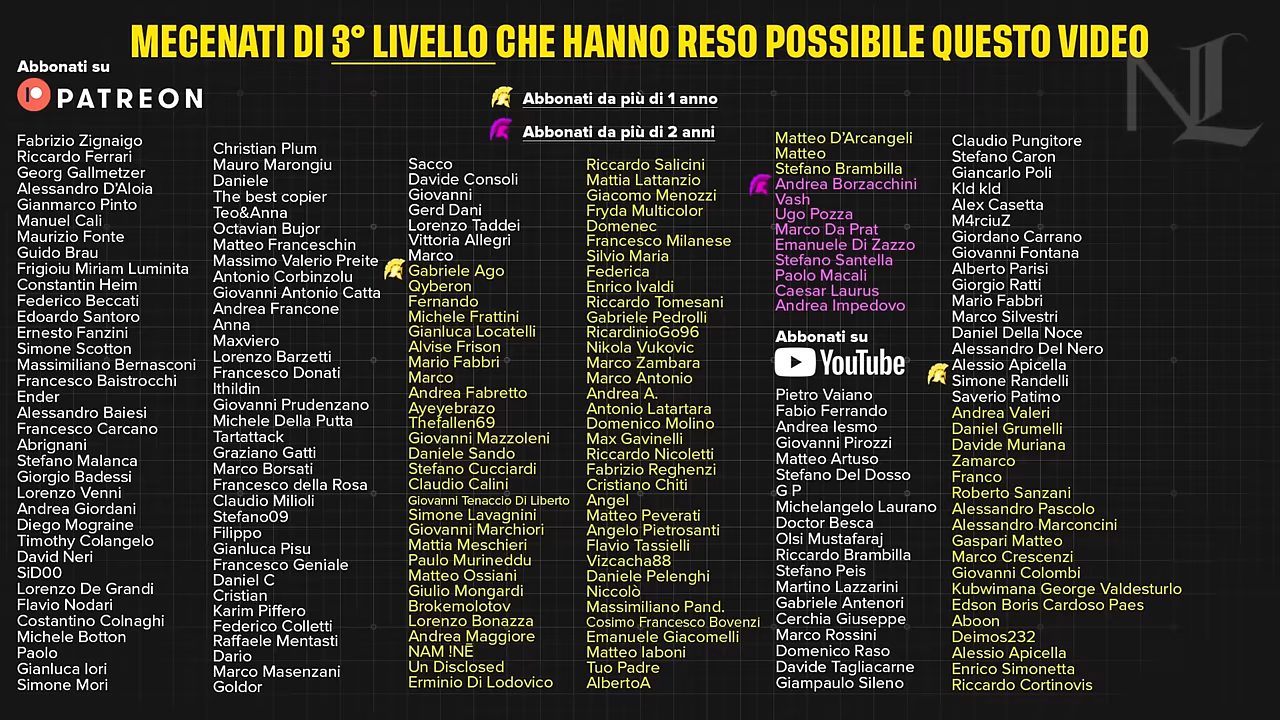 MECENATI DI 3° LIVELLO CHE HANNO RESO POSSIBILE QUESTO VIDEO
NL
Abbonati su
PATREON
Abbonati da più di 1 anno
Abbonati da più di 2 anni
Fabrizio Zignaigo
Riccardo Ferrari
Georg Gallmetzer
Alessandro D'Aloia
Gianmarco Pinto
Manuel Cali
Maurizio Fonte
Guido Brau
Frigioiu Miriam Luminita
Constantin Heim
Federico Beccati
Edoardo Santoro
Ernesto Fanzini
Simone Scotton
Massimiliano Bernasconi
Francesco Baistrocchi
Ender
Alessandro Baiesi
Francesco Carcano
Abrignani
Stefano Malanca
Giorgio Badessi
Lorenzo Venni
Andrea Giordani
Diego Mograine
Timothy Colangelo
David Neri
SiD00
Lorenzo De Grandi
Flavio Nodari
Costantino Colnaghi
Michele Botton
Paolo
Gianluca Iori
Simone Mori
Christian Plum
Mauro Marongiu
Daniele
The best copier
Teo&Anna
Octavian Bujor
Matteo Franceschin
Massimo Valerio Preite
Antonio Corbinzolu
Giovanni Antonio Catta
Andrea Francone
Anna
Maxviero
Lorenzo Barzetti
Francesco Donati
Ithildin
Giovanni Prudenzano
Michele Della Putta
Tartattack
Graziano Gatti
Marco Borsati
Francesco della Rosa
Claudio Milioli
Stefano09
Filippo
Gianluca Pisu
Francesco Geniale
Daniel C
Cristian
Karim Piffero
Federico Colletti
Raffaele Mentasti
Dario
Marco Masenzani
Goldor
Sacco
Davide Consoli
Giovanni
Gerd Dani
Lorenzo Taddei
Vittoria Allegri
Marco
Gabriele Ago
Qyberon
Fernando
Michele Frattini
Gianluca Locatelli
Alvise Frison
Mario Fabbri
Marco
Andrea Fabretto
Ayeyebrazo
Thefallen69
Giovanni Mazzoleni
Daniele Sando
Stefano Cucciardi
Claudio Calini
Giovanni Tenaccio Di Liberto
Simone Lavagnini
Giovanni Marchiori
Mattia Meschieri
Paulo Murineddu
Matteo Ossiani
Giulio Mongardi
Brokemolotov
Lorenzo Bonazza
Andrea Maggiore
NAM !NĒ
Un Disclosed
Erminio Di Lodovico
Riccardo Salicini
Mattia Lattanzio
Giacomo Menozzi
Fryda Multicolor
Domenec
Francesco Milanese
Silvio Maria
Federica
Enrico Ivaldi
Riccardo Tomesani
Gabriele Pedrolli
RicardinioGo96
Nikola Vukovic
Marco Zambara
Marco Antonio
Andrea A.
Antonio Latartara
Domenico Molino
Max Gavinelli
Riccardo Nicoletti
Fabrizio Reghenzi
Cristiano Chiti
Angel
Matteo Peverati
Angelo Pietrosanti
Flavio Tassielli
Vizcacha88
Daniele Pelenghi
Niccolò
Massimiliano Pand.
Cosimo Francesco Bovenzi
Emanuele Giacomelli
Matteo Iaboni
Tuo Padre
AlbertoA
Matteo D'Arcangeli
Matteo
Stefano Brambilla
Andrea Borzacchini
Vash
Ugo Pozza
Marco Da Prat
Emanuele Di Zazzo
Stefano Santella
Paolo Macali
Caesar Laurus
Andrea Impedovo
Abbonati su
YouTube
Pietro Vaiano
Fabio Ferrando
Andrea Iesmo
Giovanni Pirozzi
Matteo Artuso
Stefano Del Dosso
G P
Michelangelo Laurano
Doctor Besca
Olsi Mustafaraj
Riccardo Brambilla
Stefano Peis
Martino Lazzarini
Gabriele Antenori
Cerchia Giuseppe
Marco Rossini
Domenico Raso
Davide Tagliacarne
Giampaulo Sileno
Claudio Pungitore
Stefano Caron
Giancarlo Poli
Kld kld
Alex Casetta
M4rciuZ
Giordano Carrano
Giovanni Fontana
Alberto Parisi
Giorgio Ratti
Mario Fabbri
Marco Silvestri
Daniel Della Noce
Alessandro Del Nero
Alessio Apicella
Simone Randelli
Saverio Patimo
Andrea Valeri
Daniel Grumelli
Davide Muriana
Zamarco
Franco
Roberto Sanzani
Alessandro Pascolo
Alessandro Marconcini
Gaspari Matteo
Marco Crescenzi
Giovanni Colombi
Kubwimana George Valdesturlo
Edson Boris Cardoso Paes
Aboon
Deimos232
Alessio Apicella
Enrico Simonetta
Riccardo Cortinovis